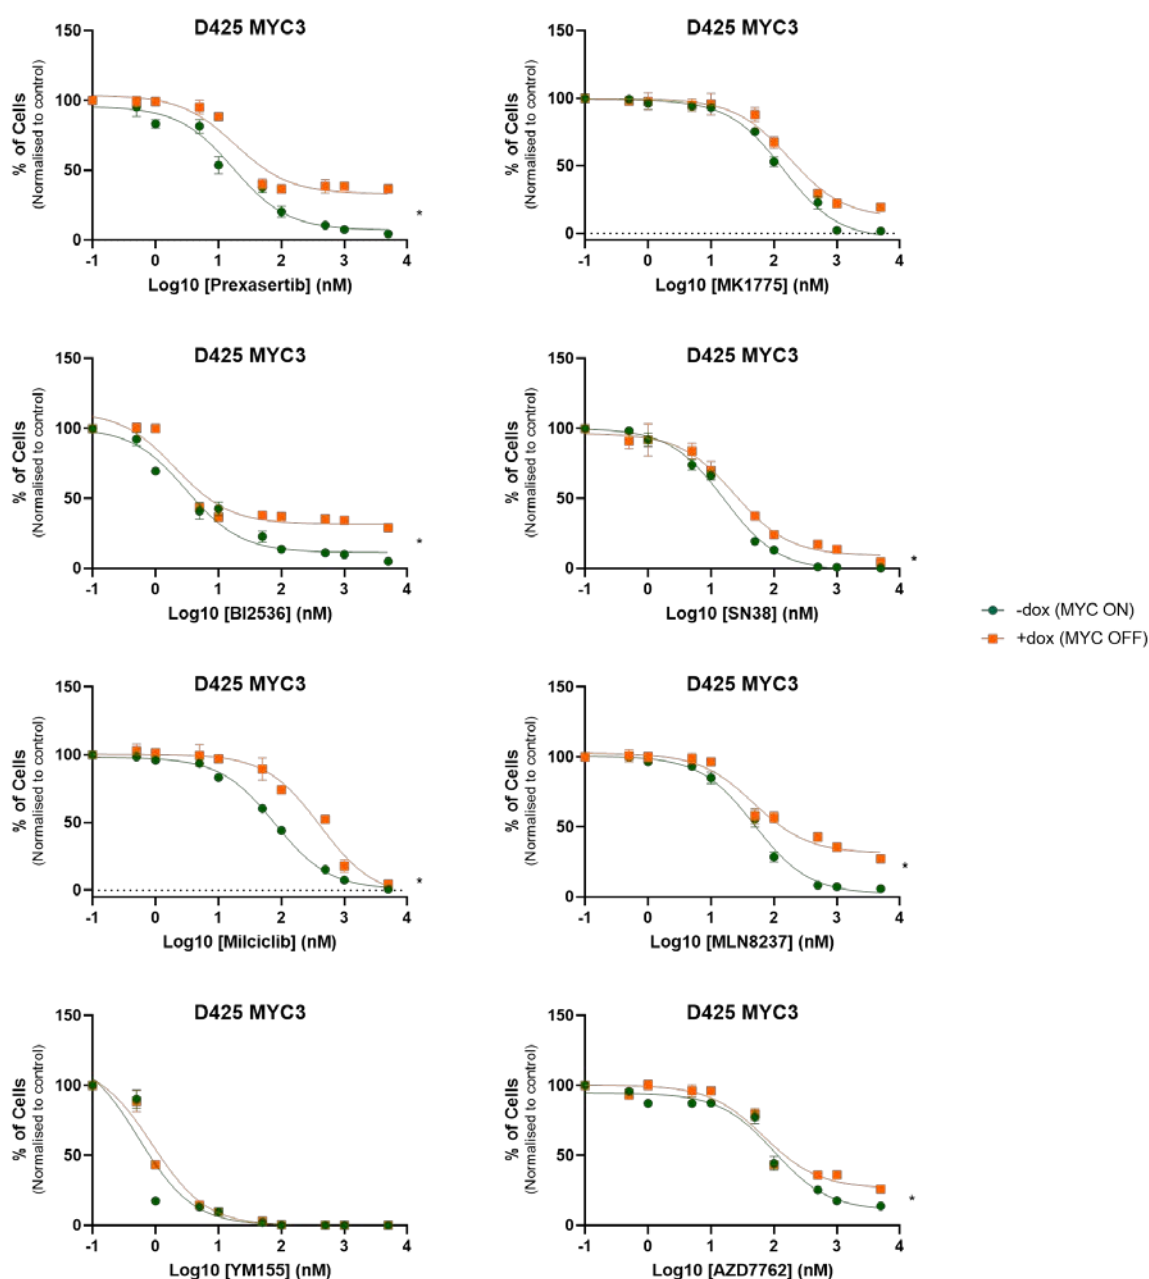 D425 MYC3
150
100
50
0
-1 0 1 2 3 4
% of Cells
(Normalised to control)
Log10 [Prexasertib] (nM)
*
D425 MYC3
150
100
50
0
-1 0 1 2 3 4
% of Cells
(Normalised to control)
Log10 [MK1775] (nM)
D425 MYC3
150
100
50
0
-1 0 1 2 3 4
% of Cells
(Normalised to control)
Log10 [BI2536] (nM)
*
D425 MYC3
150
100
50
0
-1 0 1 2 3 4
% of Cells
(Normalised to control)
Log10 [SN38] (nM)
*
-dox (MYC ON)
+dox (MYC OFF)
D425 MYC3
150
100
50
0
-1 0 1 2 3 4
% of Cells
(Normalised to control)
Log10 [Milciclib] (nM)
*
D425 MYC3
150
100
50
0
-1 0 1 2 3 4
% of Cells
(Normalised to control)
Log10 [MLN8237] (nM)
*
D425 MYC3
150
100
50
0
-1 0 1 2 3 4
% of Cells
(Normalised to control)
Log10 [YM155] (nM)
D425 MYC3
150
100
50
0
-1 0 1 2 3 4
% of Cells
(Normalised to control)
Log10 [AZD7762] (nM)
*